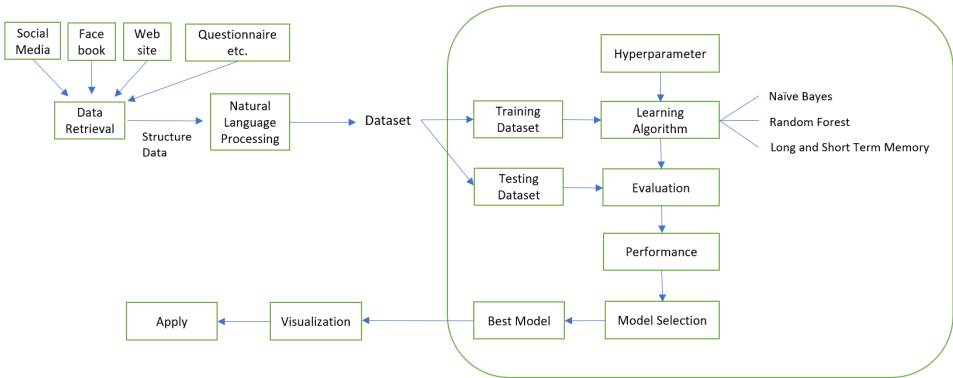 Social
Media
Face
book
Web
site
Questionnaire
etc.
Data
Retrieval
Structure
Data
Natural
Language
Processing
Dataset
Training
Dataset
Testing
Dataset
Hyperparameter
Learning
Algorithm
Naïve Bayes
Random Forest
Long and Short Term Memory
Evaluation
Performance
Model Selection
Best Model
Visualization
Apply